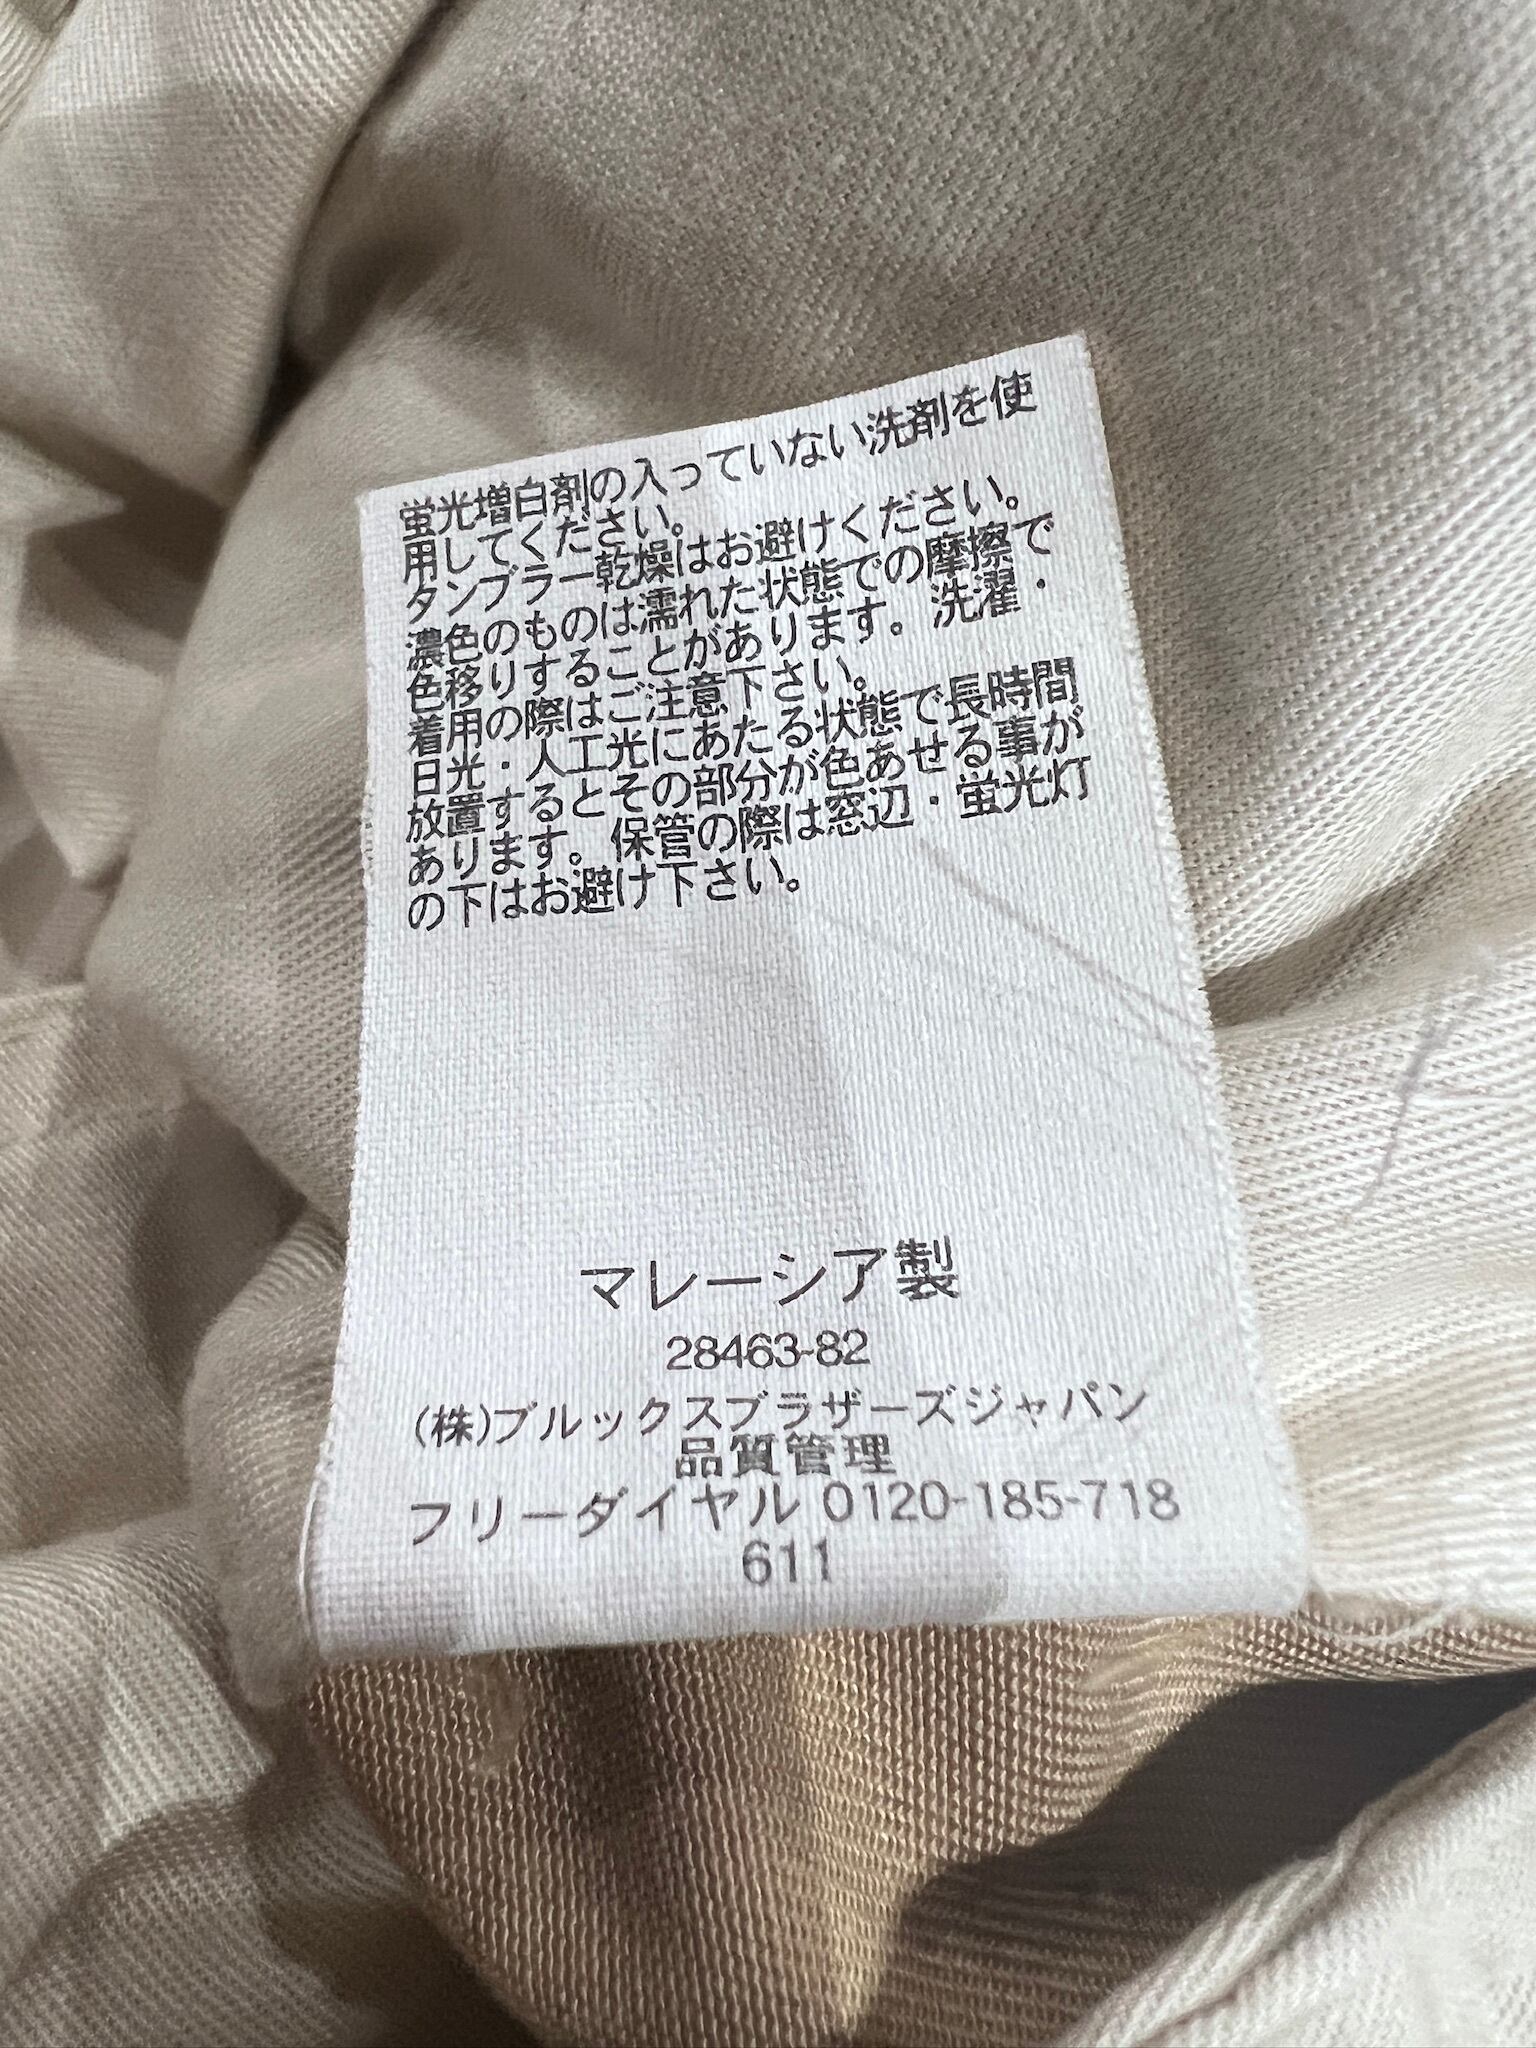 蛍光増白剤の入っていない洗剤を使
用してください。
タンブラー乾燥はお避けください。
濃色のものは濡れた状態での摩擦で
色移りすることがあります。洗濯・
着用の際はご注意下さい。
日光・人工光にあたる状態で長時間
放置するとその部分が色あせる事が
あります。保管の際は窓辺・蛍光灯
の下はお避け下さい。
マレーシア製
28463-82
(株)ブルックスブラザーズジャパン
品質管理
フリーダイヤル 0120-185-718
611